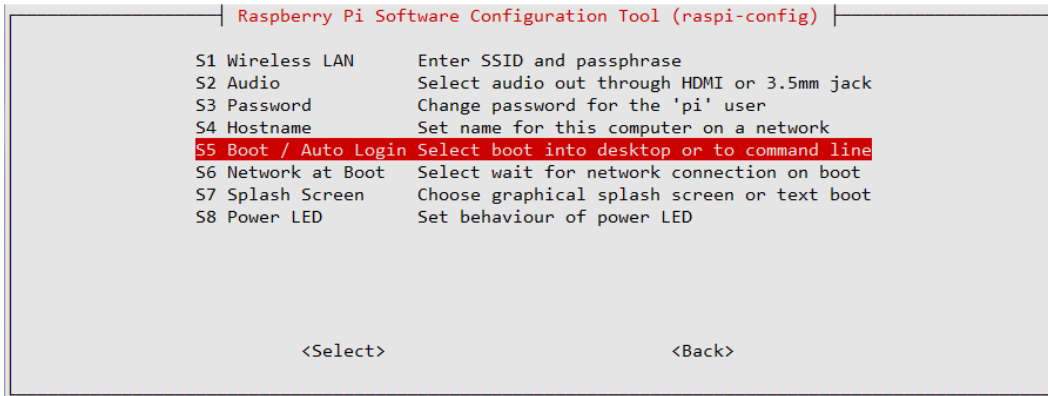 Raspberry Pi Software Configuration Tool (raspi-config)
S1 Wireless LAN Enter SSID and passphrase
S2 Audio Select audio out through HDMI or 3.5mm jack
S3 Password Change password for the 'pi' user
S4 Hostname Set name for this computer on a network
S5 Boot / Auto Login Select boot into desktop or to command line
S6 Network at Boot Select wait for network connection on boot
S7 Splash Screen Choose graphical splash screen or text boot
S8 Power LED Set behaviour of power LED
<Select> <Back>